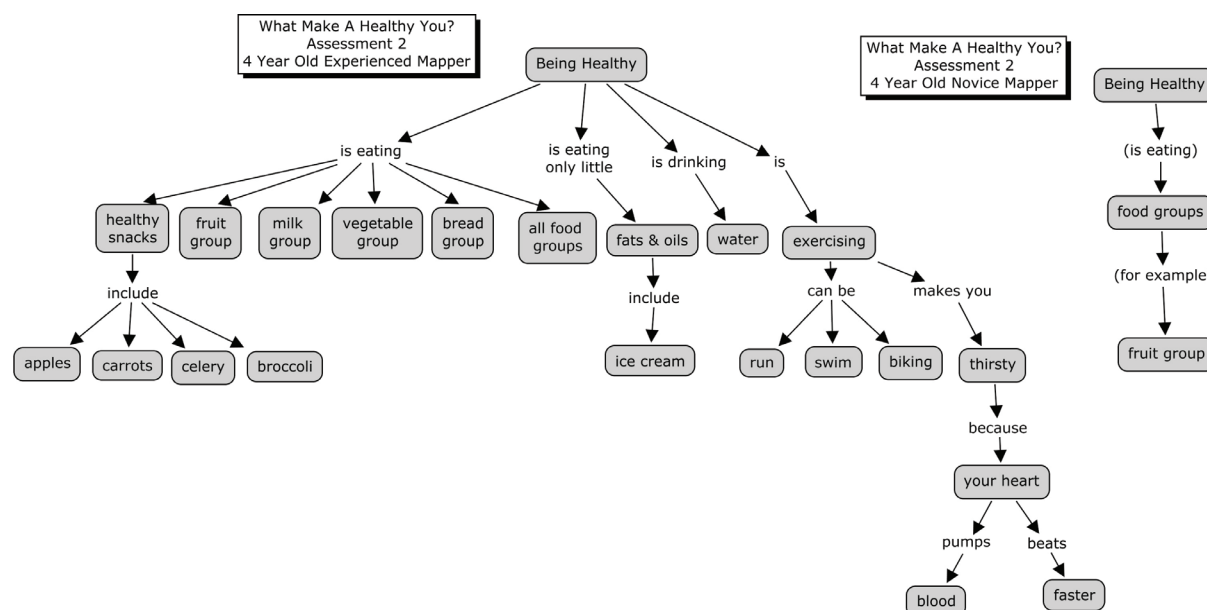 What Make A Healthy You?
Assessment 2
4 Year Old Experienced Mapper
Being Healthy
is eating
is eating
only little
is drinking
is
healthy
snacks
fruit
group
milk
group
vegetable
group
bread
group
all food
groups
fats & oils
water
exercising
include
include
can be
makes you
apples
carrots
celery
broccoli
ice cream
run
swim
biking
thirsty
because
your heart
pumps
beats
blood
faster
What Make A Healthy You?
Assessment 2
4 Year Old Novice Mapper
Being Healthy
(is eating)
food groups
(for example
fruit group